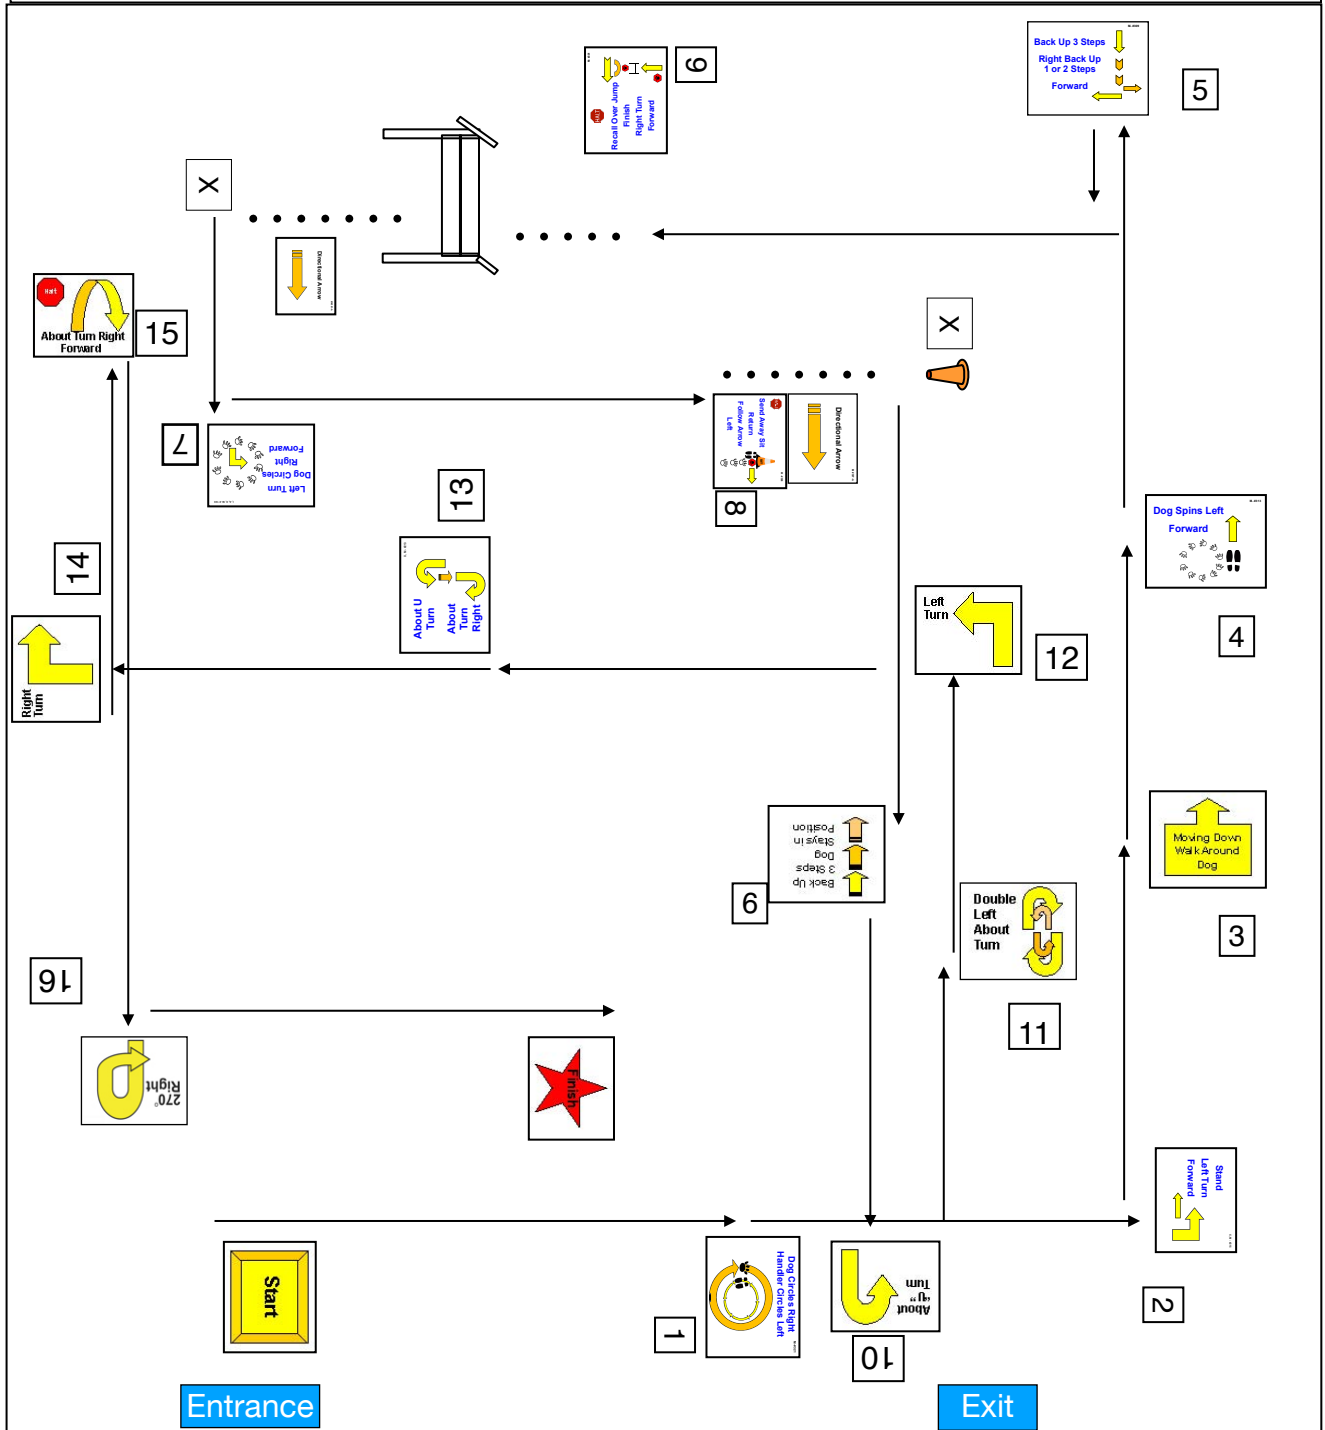 Back Up 3 Steps
Right Back Up
1 or 2 Steps
Forward
5
Recall Over Jump
Finish
Right Turn
Forward
HALT
6
X
Directional Arrow
Halt
About Turn Right
Forward
15
X
Left Turn
Dog Circles
Right
Forward
7
Send Away Sit
Return
Follow Arrow
Left
Directional Arrow
8
13
About U
Turn
About
Turn
Right
14
Right
Turn
Dog Spins Left
Forward
4
Left
Turn
12
Moving Down
Walk Around
Dog
3
Back Up
3 Steps
Dog
Stays in
Position
9
Double
Left
About
Turn
11
16
270°
Right
Finish
Stand
Left Turn
Forward
2
Start
Dog Circles Right
Handler Circles Left
1
About
"U"
Turn
10
Entrance
Exit